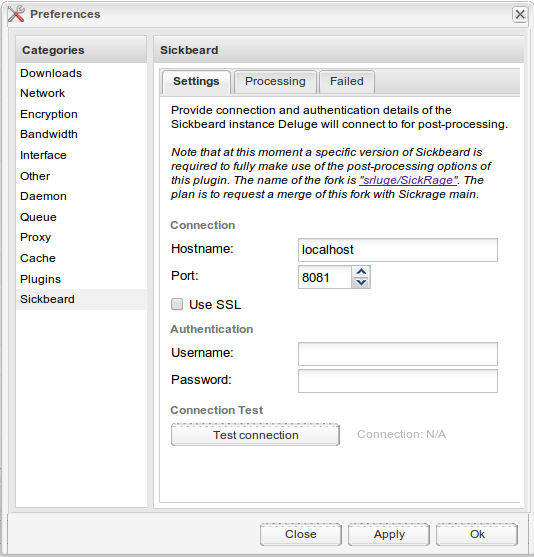 Preferences
Categories
Downloads
Network
Encryption
Bandwidth
Interface
Other
Daemon
Queue
Proxy
Cache
Plugins
Sickbeard
Sickbeard
Settings
Processing
Failed
Provide connection and authentication details of the
Sickbeard instance Deluge will connect to for post-processing.
Note that at this moment a specific version of Sickbeard is
required to fully make use of the post-processing options of
this plugin. The name of the fork is "srluge/SickRage". The
plan is to request a merge of this fork with Sickrage main.
Connection
Hostname: localhost
Port: 8081
Use SSL
Authentication
Username:
Password:
Connection Test
Test connection Connection: N/A
Close Apply Ok